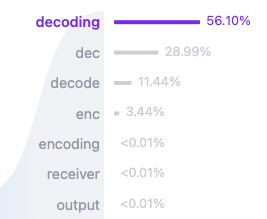 decoding 56.10%
dec 28.99%
decode 11.44%
enc 3.44%
encoding <0.01%
receiver <0.01%
output <0.01%